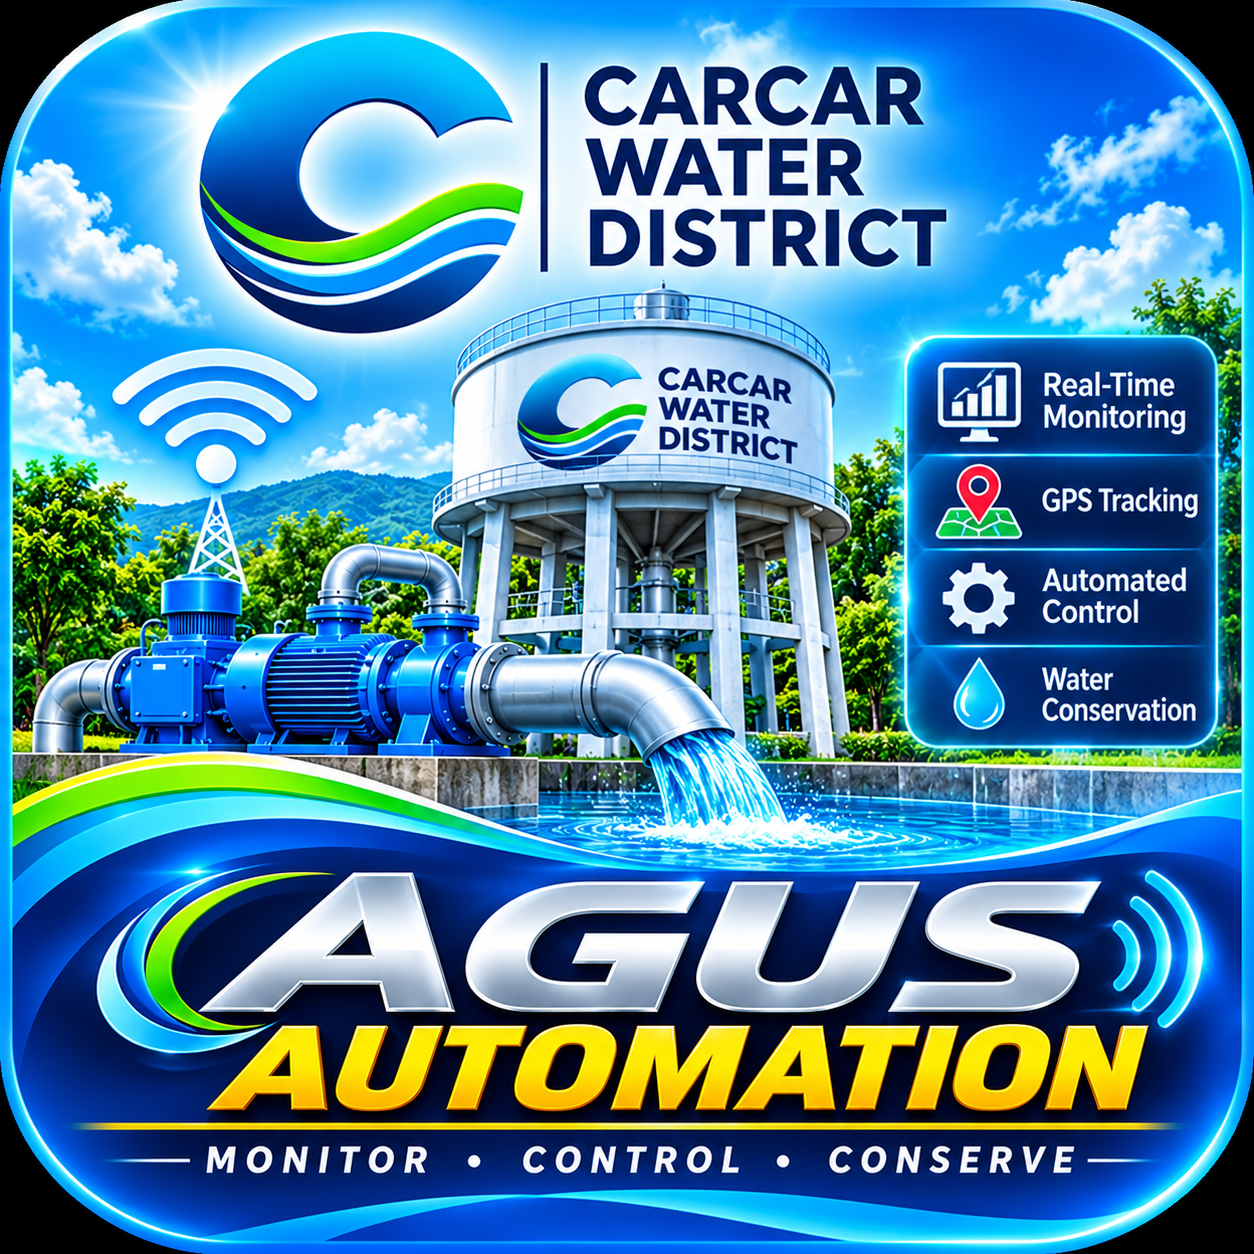 CARCAR
WATER
DISTRICT
CARCAR
WATER
DISTRICT
Real-Time
Monitoring
GPS Tracking
Automated
Control
Water
Conservation
AGUS
AUTOMATION
MONITOR • CONTROL • CONSERVE